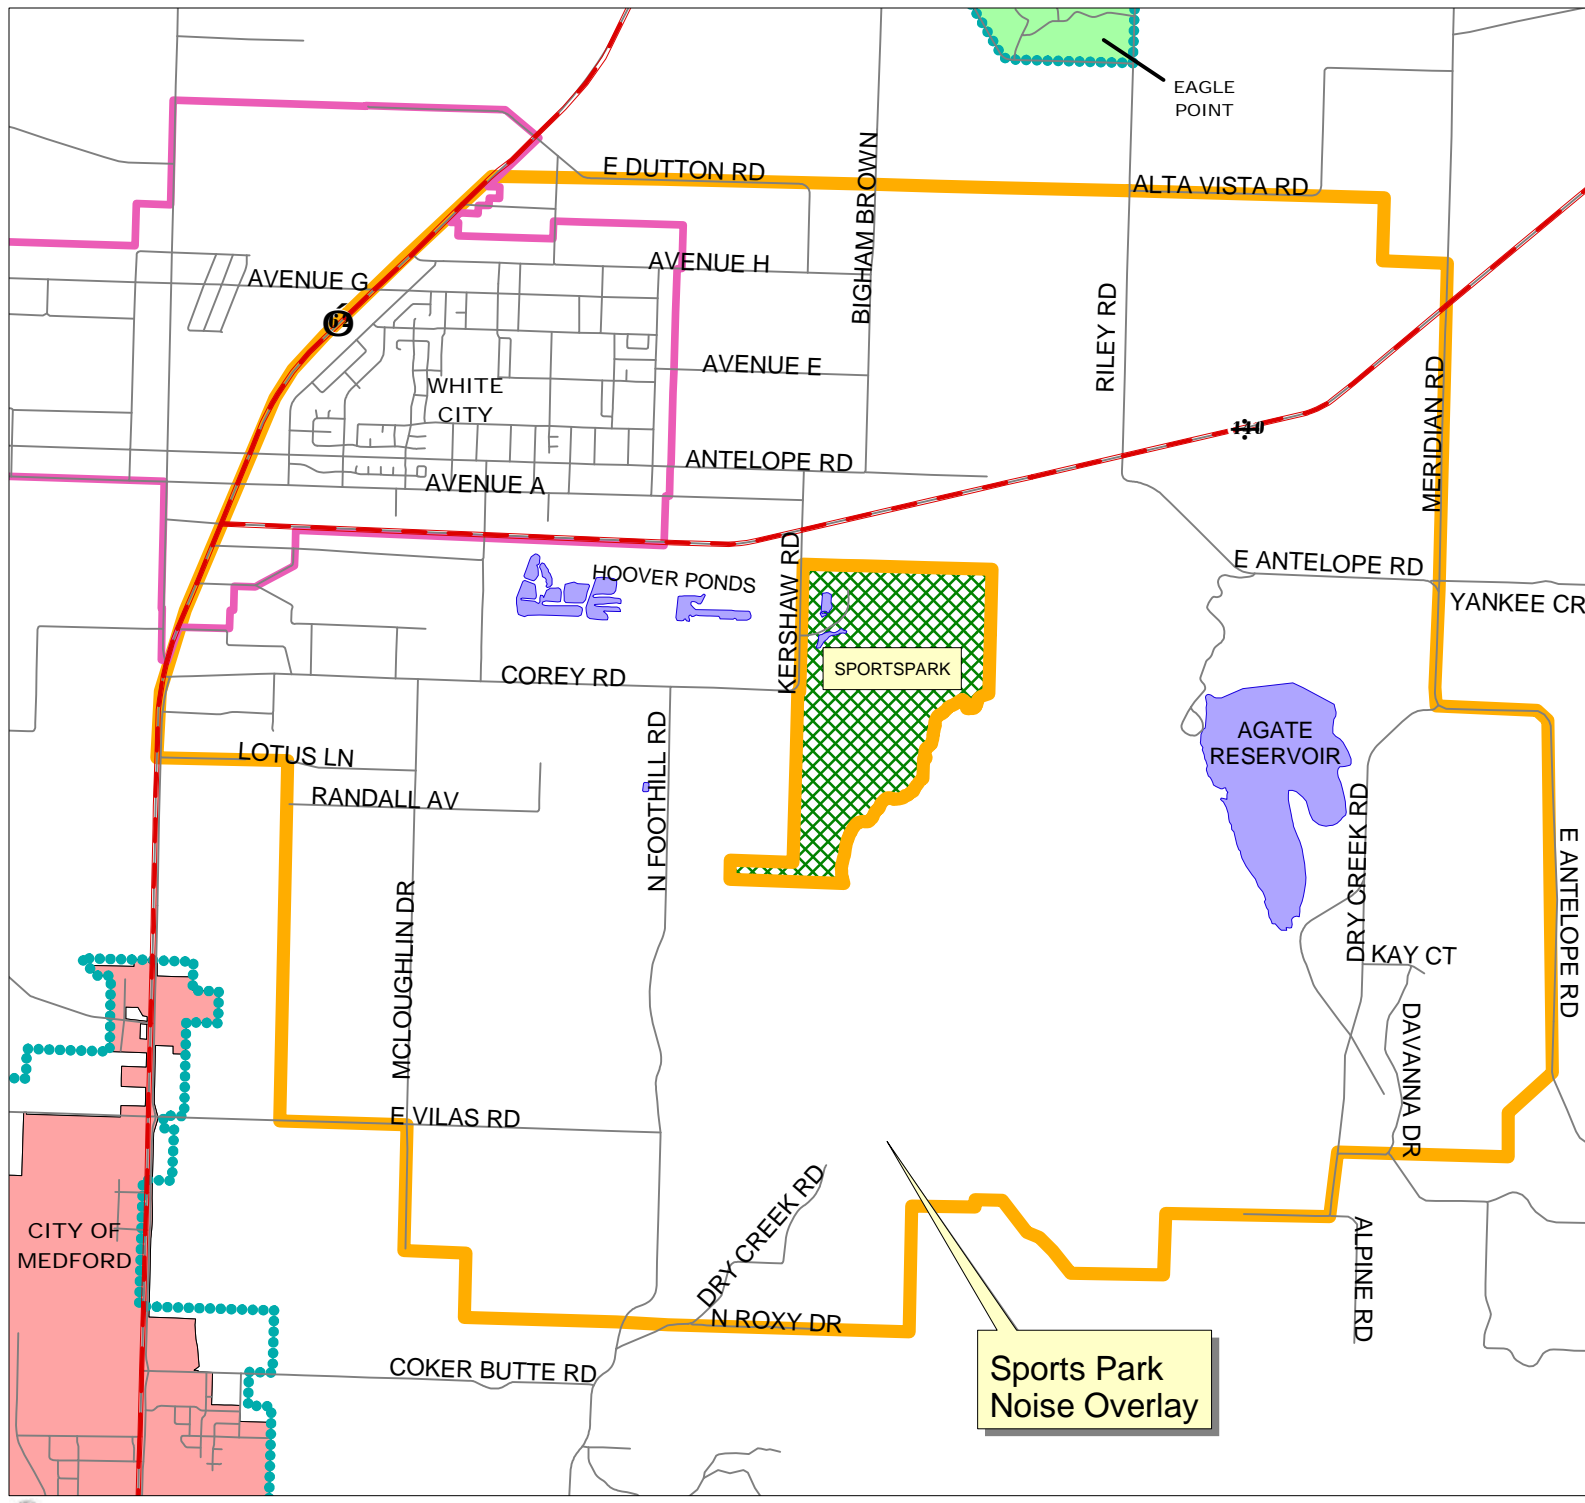 EAGLE
POINT
E DUTTON RD
ALTA VISTA RD
BIGHAM BROWN
AVENUE H
AVENUE G
62
RILEY RD
AVENUE E
MERIDIAN RD
WHITE
CITY
140
ANTELOPE RD
AVENUE A
E ANTELOPE RD
HOOVER PONDS
KERSHAW RD
YANKEE CR
SPORTSPARK
COREY RD
N FOOTHILL RD
AGATE
RESERVOIR
LOTUS LN
RANDALL AV
DRY CREEK RD
E ANTELOPE RD
MCLOUGHLIN DR
KAY CT
DAVANNA DR
E VILAS RD
DRY CREEK RD
CITY OF
MEDFORD
ALPINE RD
N ROXY DR
COKER BUTTE RD
Sports Park
Noise Overlay